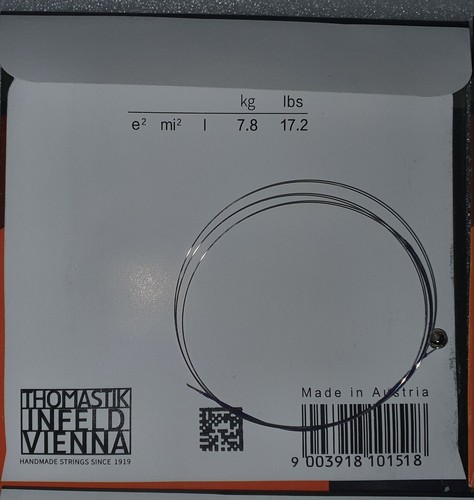 kg lbs
e² mi² I 7.8 17.2
Made in Austria
THOMASTIK
INFELD
VIENNA
HANDMADE STRINGS SINCE 1919
9 003918 101518